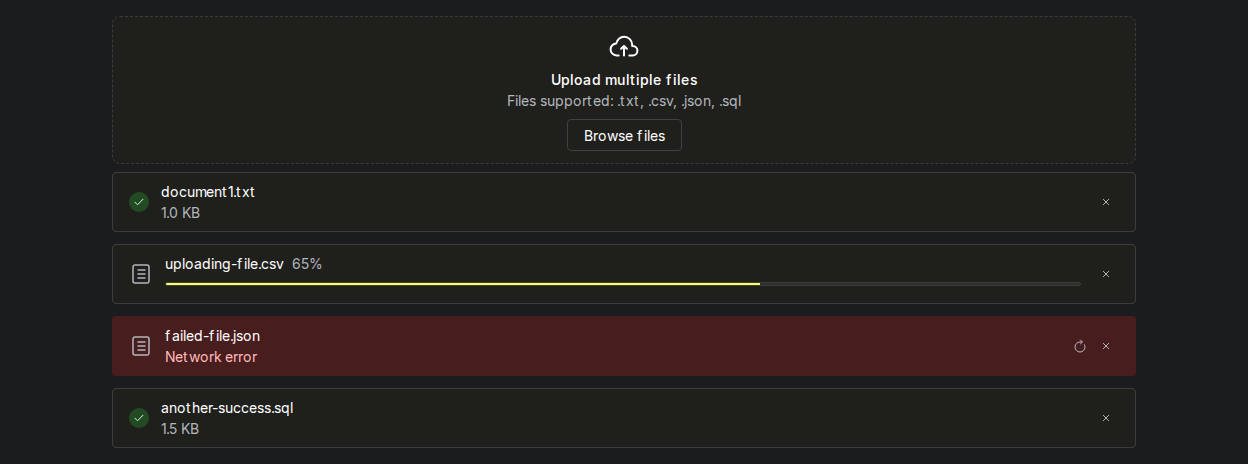 Upload multiple files
Files supported: .txt, .csv, .json, .sql
Browse files
document1.txt
1.0 KB
uploading-file.csv 65%
failed-file.json
Network error
another-success.sql
1.5 KB